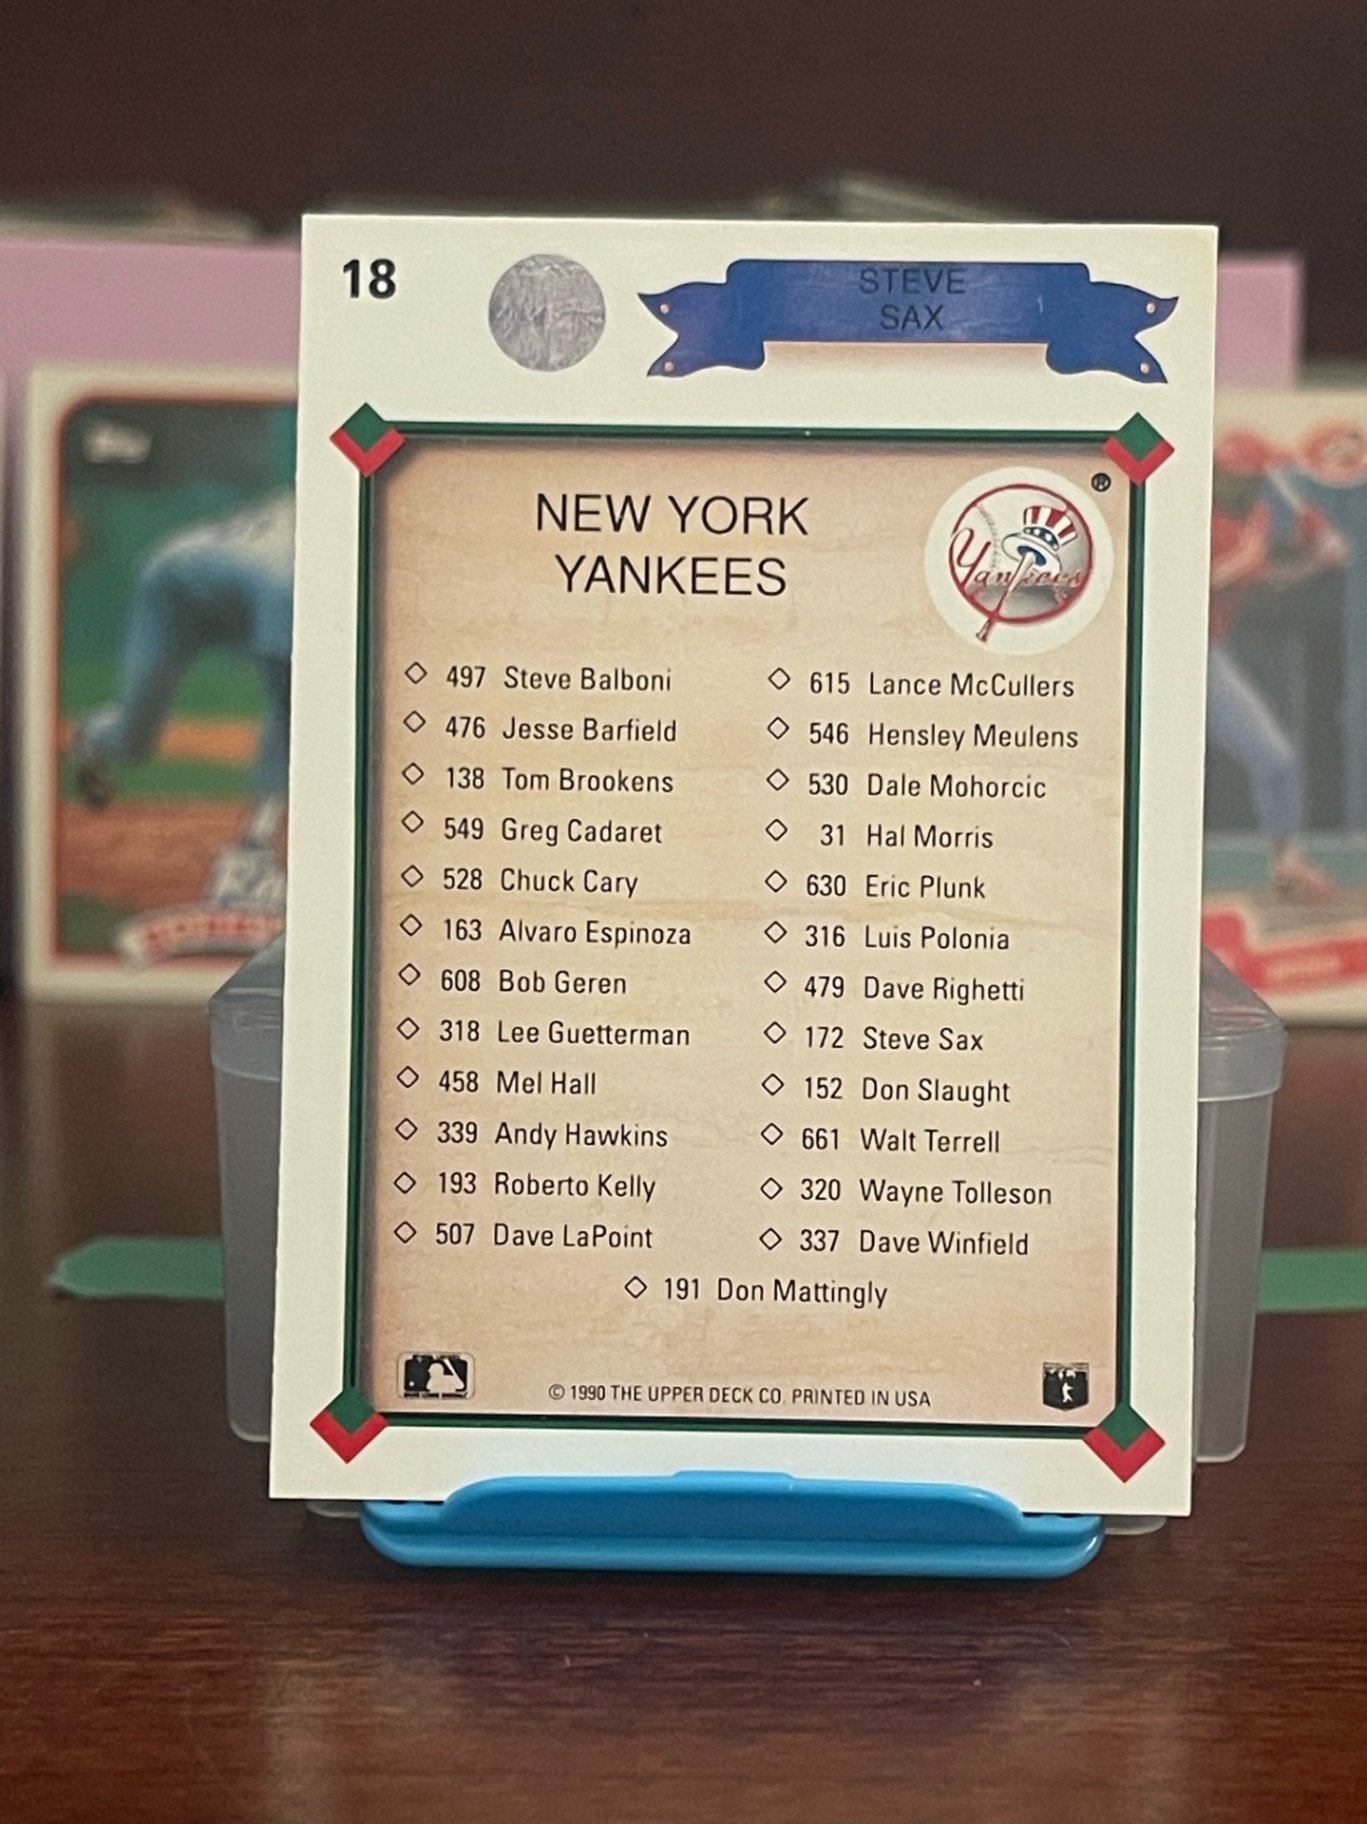 18
STEVE
SAX
NEW YORK
YANKEES
®
Yankees
497 Steve Balboni
476 Jesse Barfield
138 Tom Brookens
549 Greg Cadaret
528 Chuck Cary
163 Alvaro Espinoza
608 Bob Geren
318 Lee Guetterman
458 Mel Hall
339 Andy Hawkins
193 Roberto Kelly
507 Dave LaPoint
615 Lance McCullers
546 Hensley Meulens
530 Dale Mohorcic
31 Hal Morris
630 Eric Plunk
316 Luis Polonia
479 Dave Righetti
172 Steve Sax
152 Don Slaught
661 Walt Terrell
320 Wayne Tolleson
337 Dave Winfield
191 Don Mattingly
© 1990 THE UPPER DECK CO. PRINTED IN USA